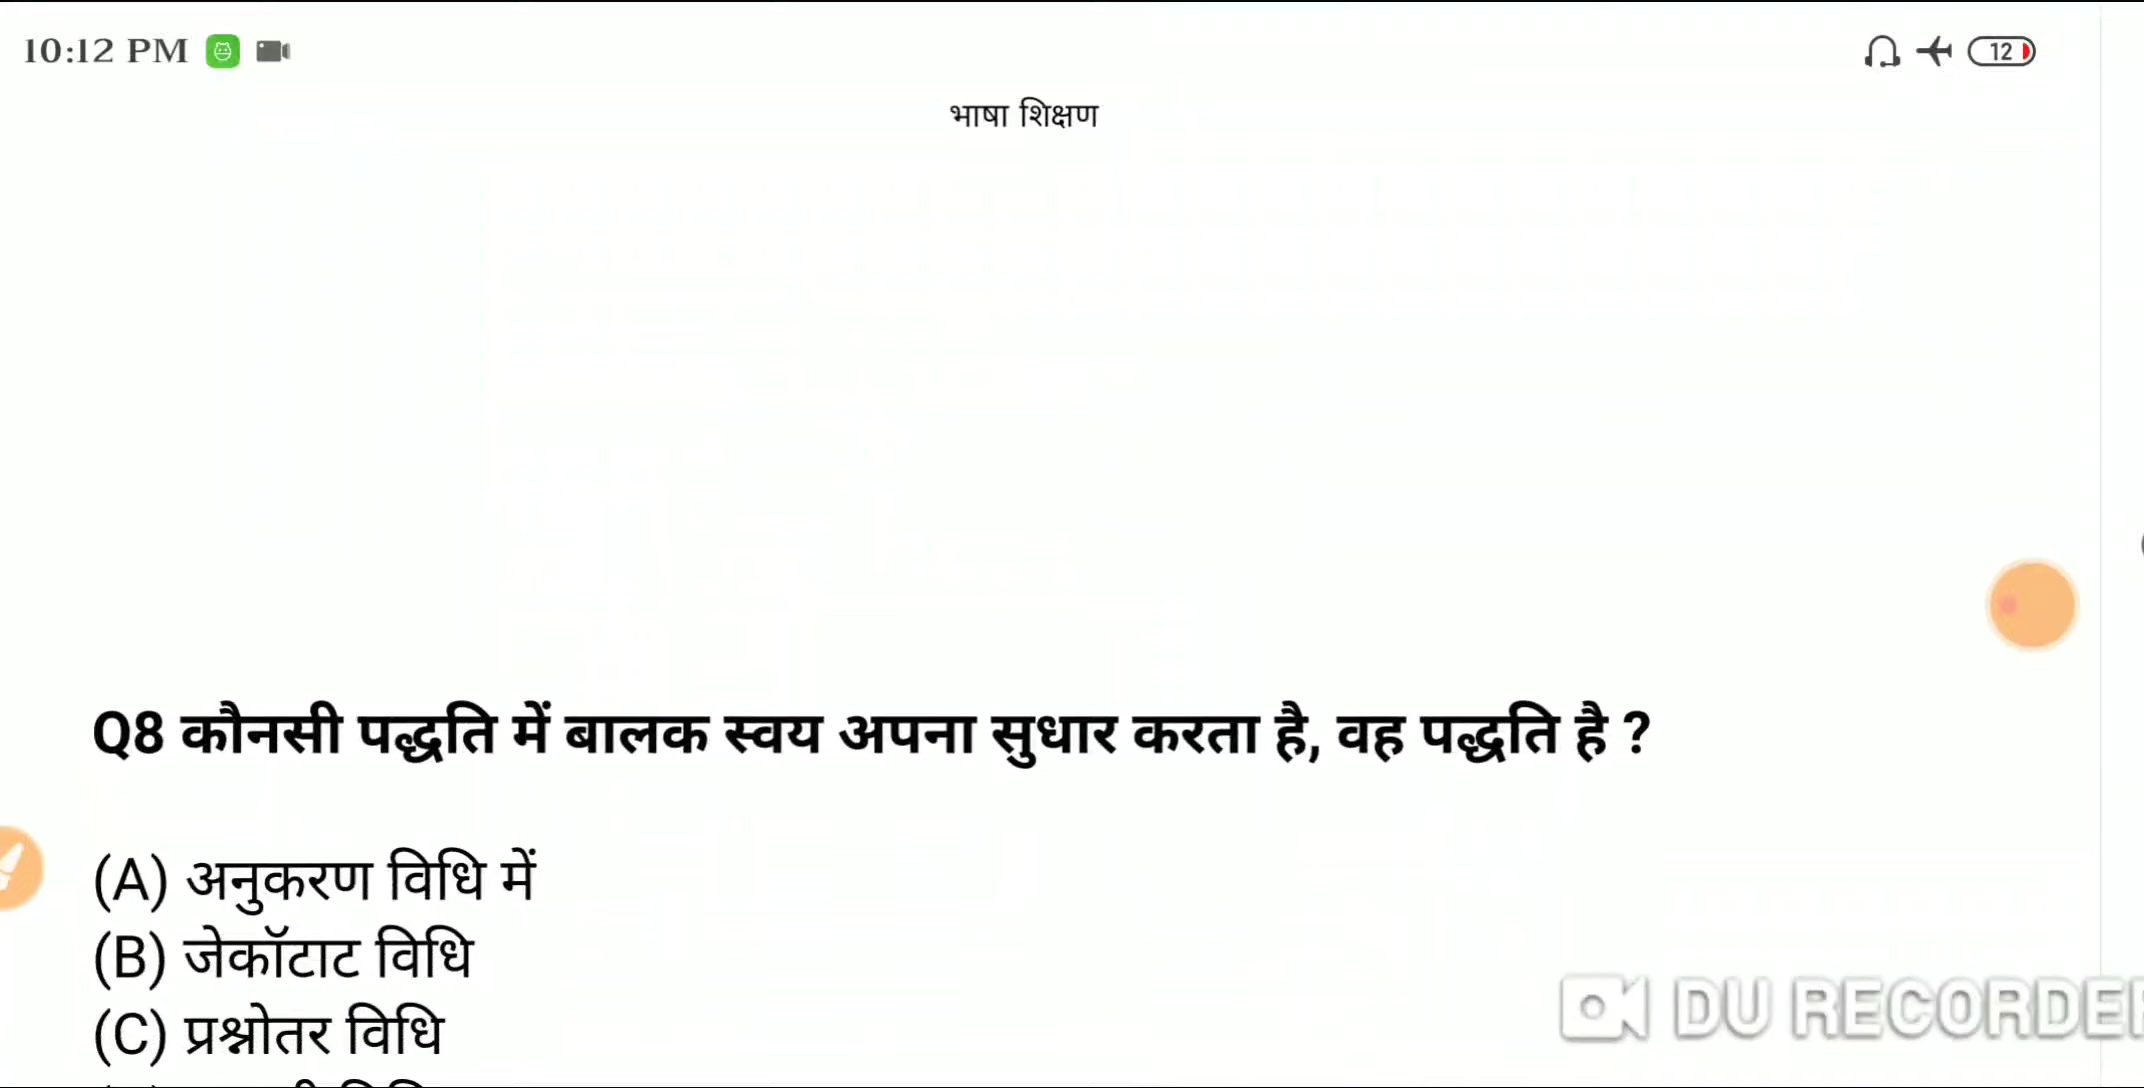 10:12 PM
12
भाषा शिक्षण
Q8 कौनसी पद्धति में बालक स्वय अपना सुधार करता है, वह पद्धति है ?
(A) अनुकरण विधि में
(B) जेकॉटाट विधि
(C) प्रश्नोतर विधि
DU RECORDER